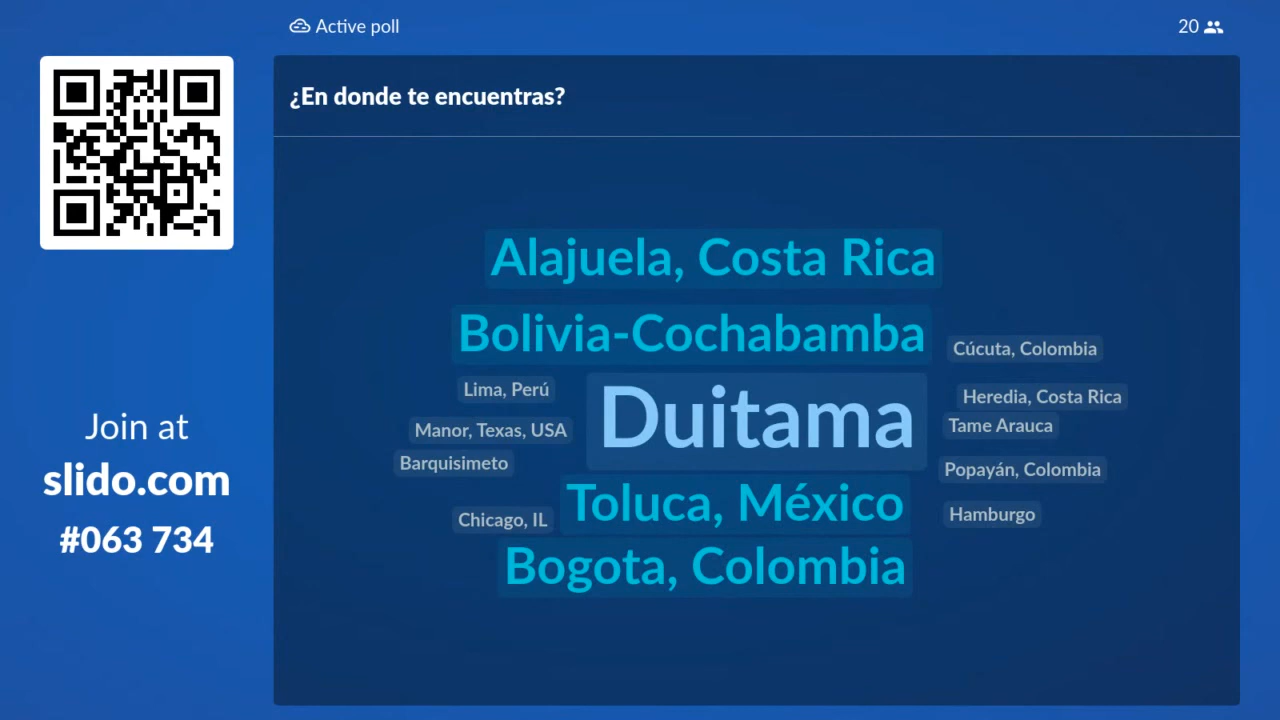 Active poll
20
¿En donde te encuentras?
Alajuela, Costa Rica
Bolivia-Cochabamba
Cúcuta, Colombia
Lima, Perú
Duitama
Heredia, Costa Rica
Manor, Texas, USA
Tame Arauca
Barquisimeto
Popayán, Colombia
Toluca, México
Chicago, IL
Hamburgo
Bogota, Colombia
Join at
slido.com
#063 734